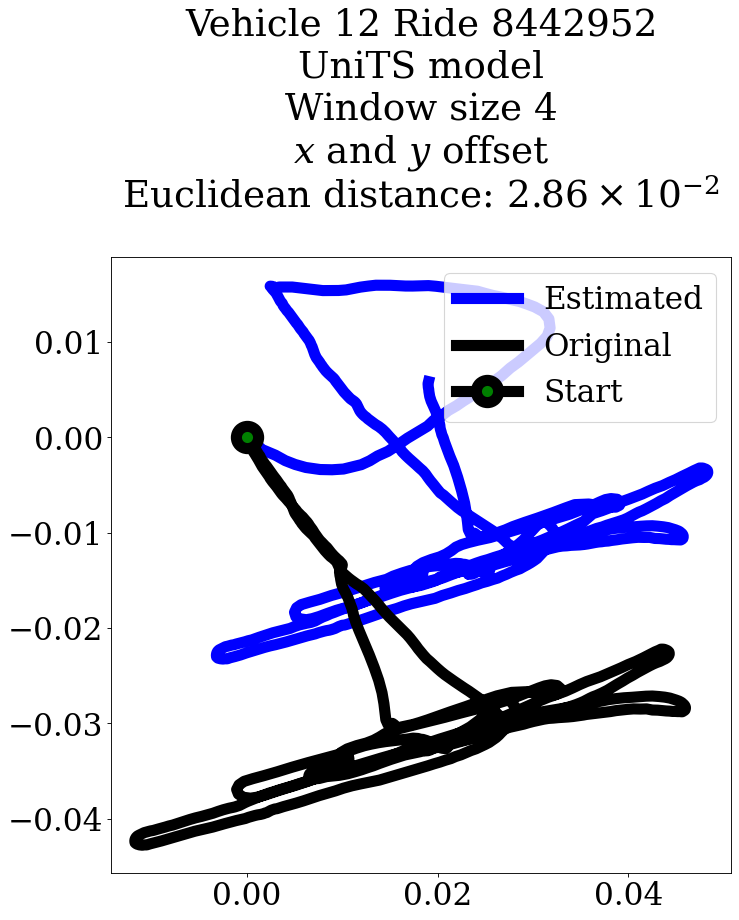 Vehicle 12 Ride 8442952
UniTS model
Window size 4
x and y offset
Euclidean distance: 2.86 × 10⁻²
Estimated
Original
Start
0.01
0.00
−0.01
−0.02
−0.03
−0.04
0.00 0.02 0.04